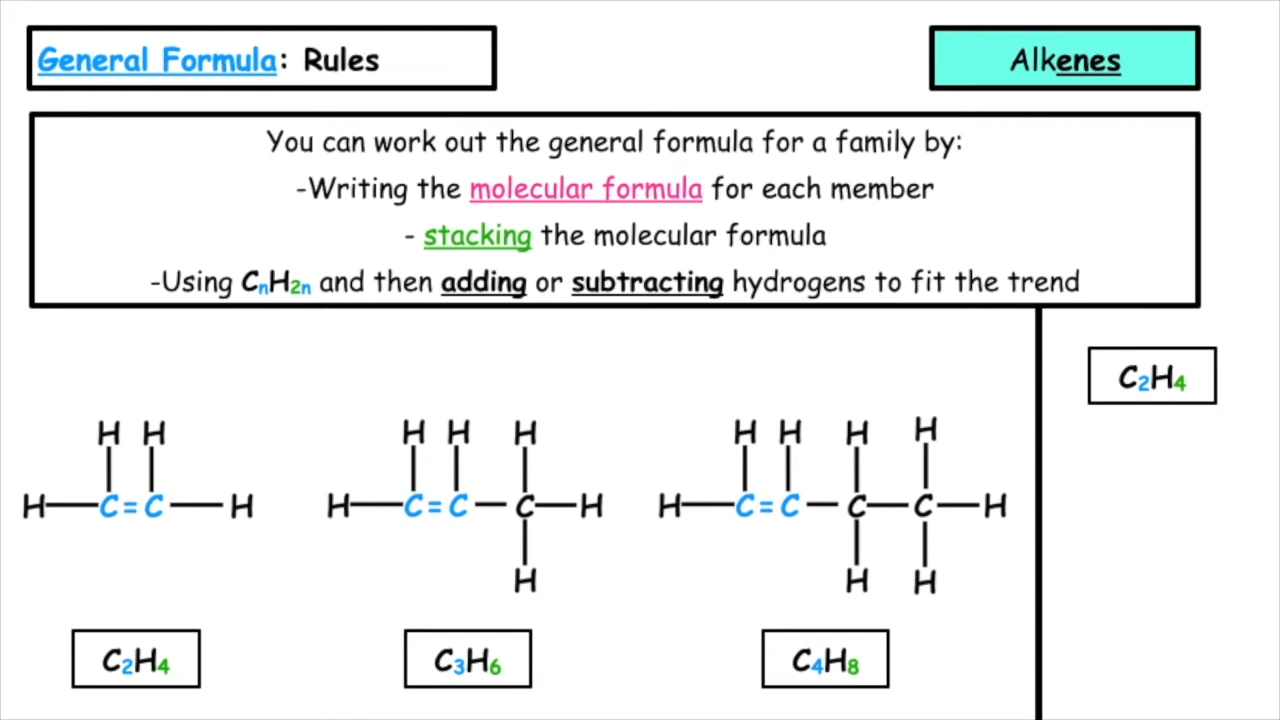 General Formula: Rules
Alkenes
You can work out the general formula for a family by:
-Writing the molecular formula for each member
- stacking the molecular formula
-Using CnH2n and then adding or subtracting hydrogens to fit the trend
C2H4
H H
H C=C H
H H H
H C=C C H
H
H H H H
H C=C C C H
H H
C2H4
C3H6
C4H8